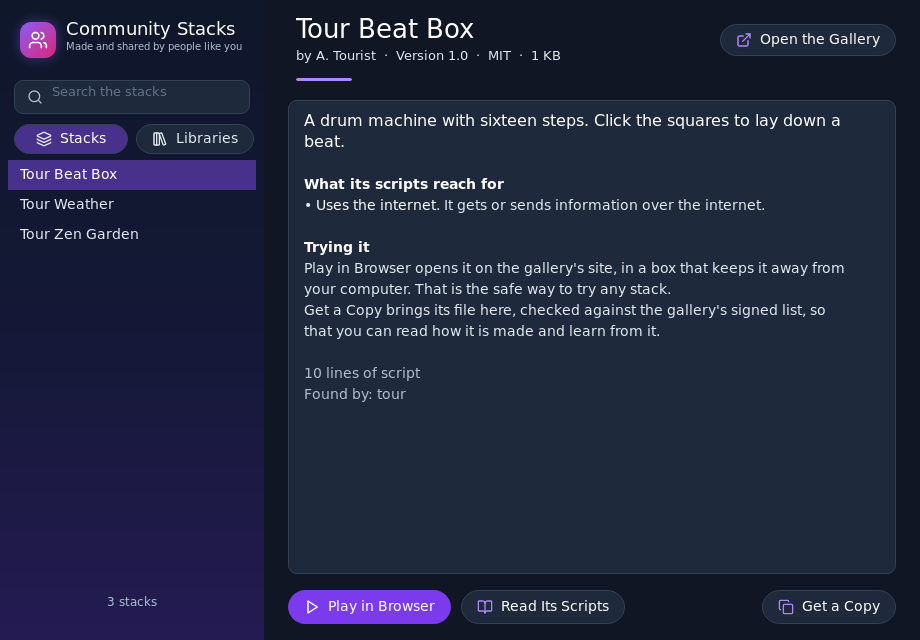 Community Stacks
Made and shared by people like you
Search the stacks
Stacks
Libraries
Tour Beat Box
Tour Weather
Tour Zen Garden
3 stacks
Tour Beat Box
by A. Tourist · Version 1.0 · MIT · 1 KB
Open the Gallery
A drum machine with sixteen steps. Click the squares to lay down a
beat.
What its scripts reach for
• Uses the internet. It gets or sends information over the internet.
Trying it
Play in Browser opens it on the gallery's site, in a box that keeps it away from
your computer. That is the safe way to try any stack.
Get a Copy brings its file here, checked against the gallery's signed list, so
that you can read how it is made and learn from it.
10 lines of script
Found by: tour
Play in Browser
Read Its Scripts
Get a Copy